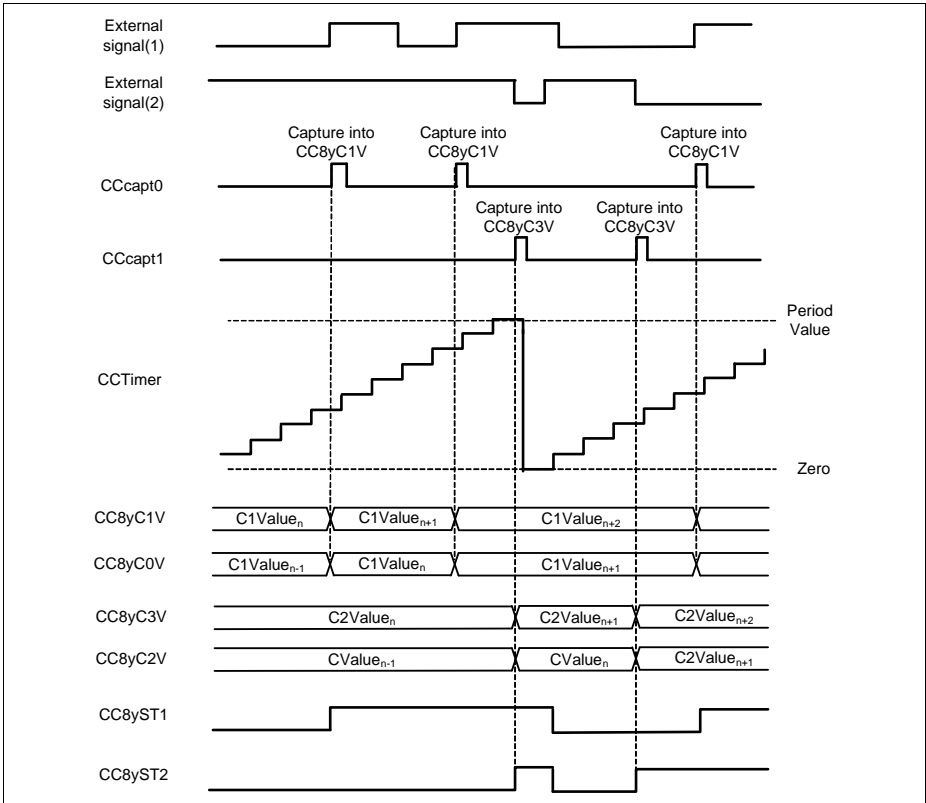 External
signal(1)
External
signal(2)
Capture into
CC8yC1V
Capture into
CC8yC1V
Capture into
CC8yC1V
CCcapt0
Capture into
CC8yC3V
Capture into
CC8yC3V
CCcapt1
Period
Value
CCTimer
Zero
CC8yC1V C1Valuen C1Valuen+1 C1Valuen+2
CC8yC0V C1Valuen-1 C1Valuen C1Valuen+1
CC8yC3V C2Valuen C2Valuen+1 C2Valuen+2
CC8yC2V CValuen-1 CValuen C2Valuen+1
CC8yST1
CC8yST2